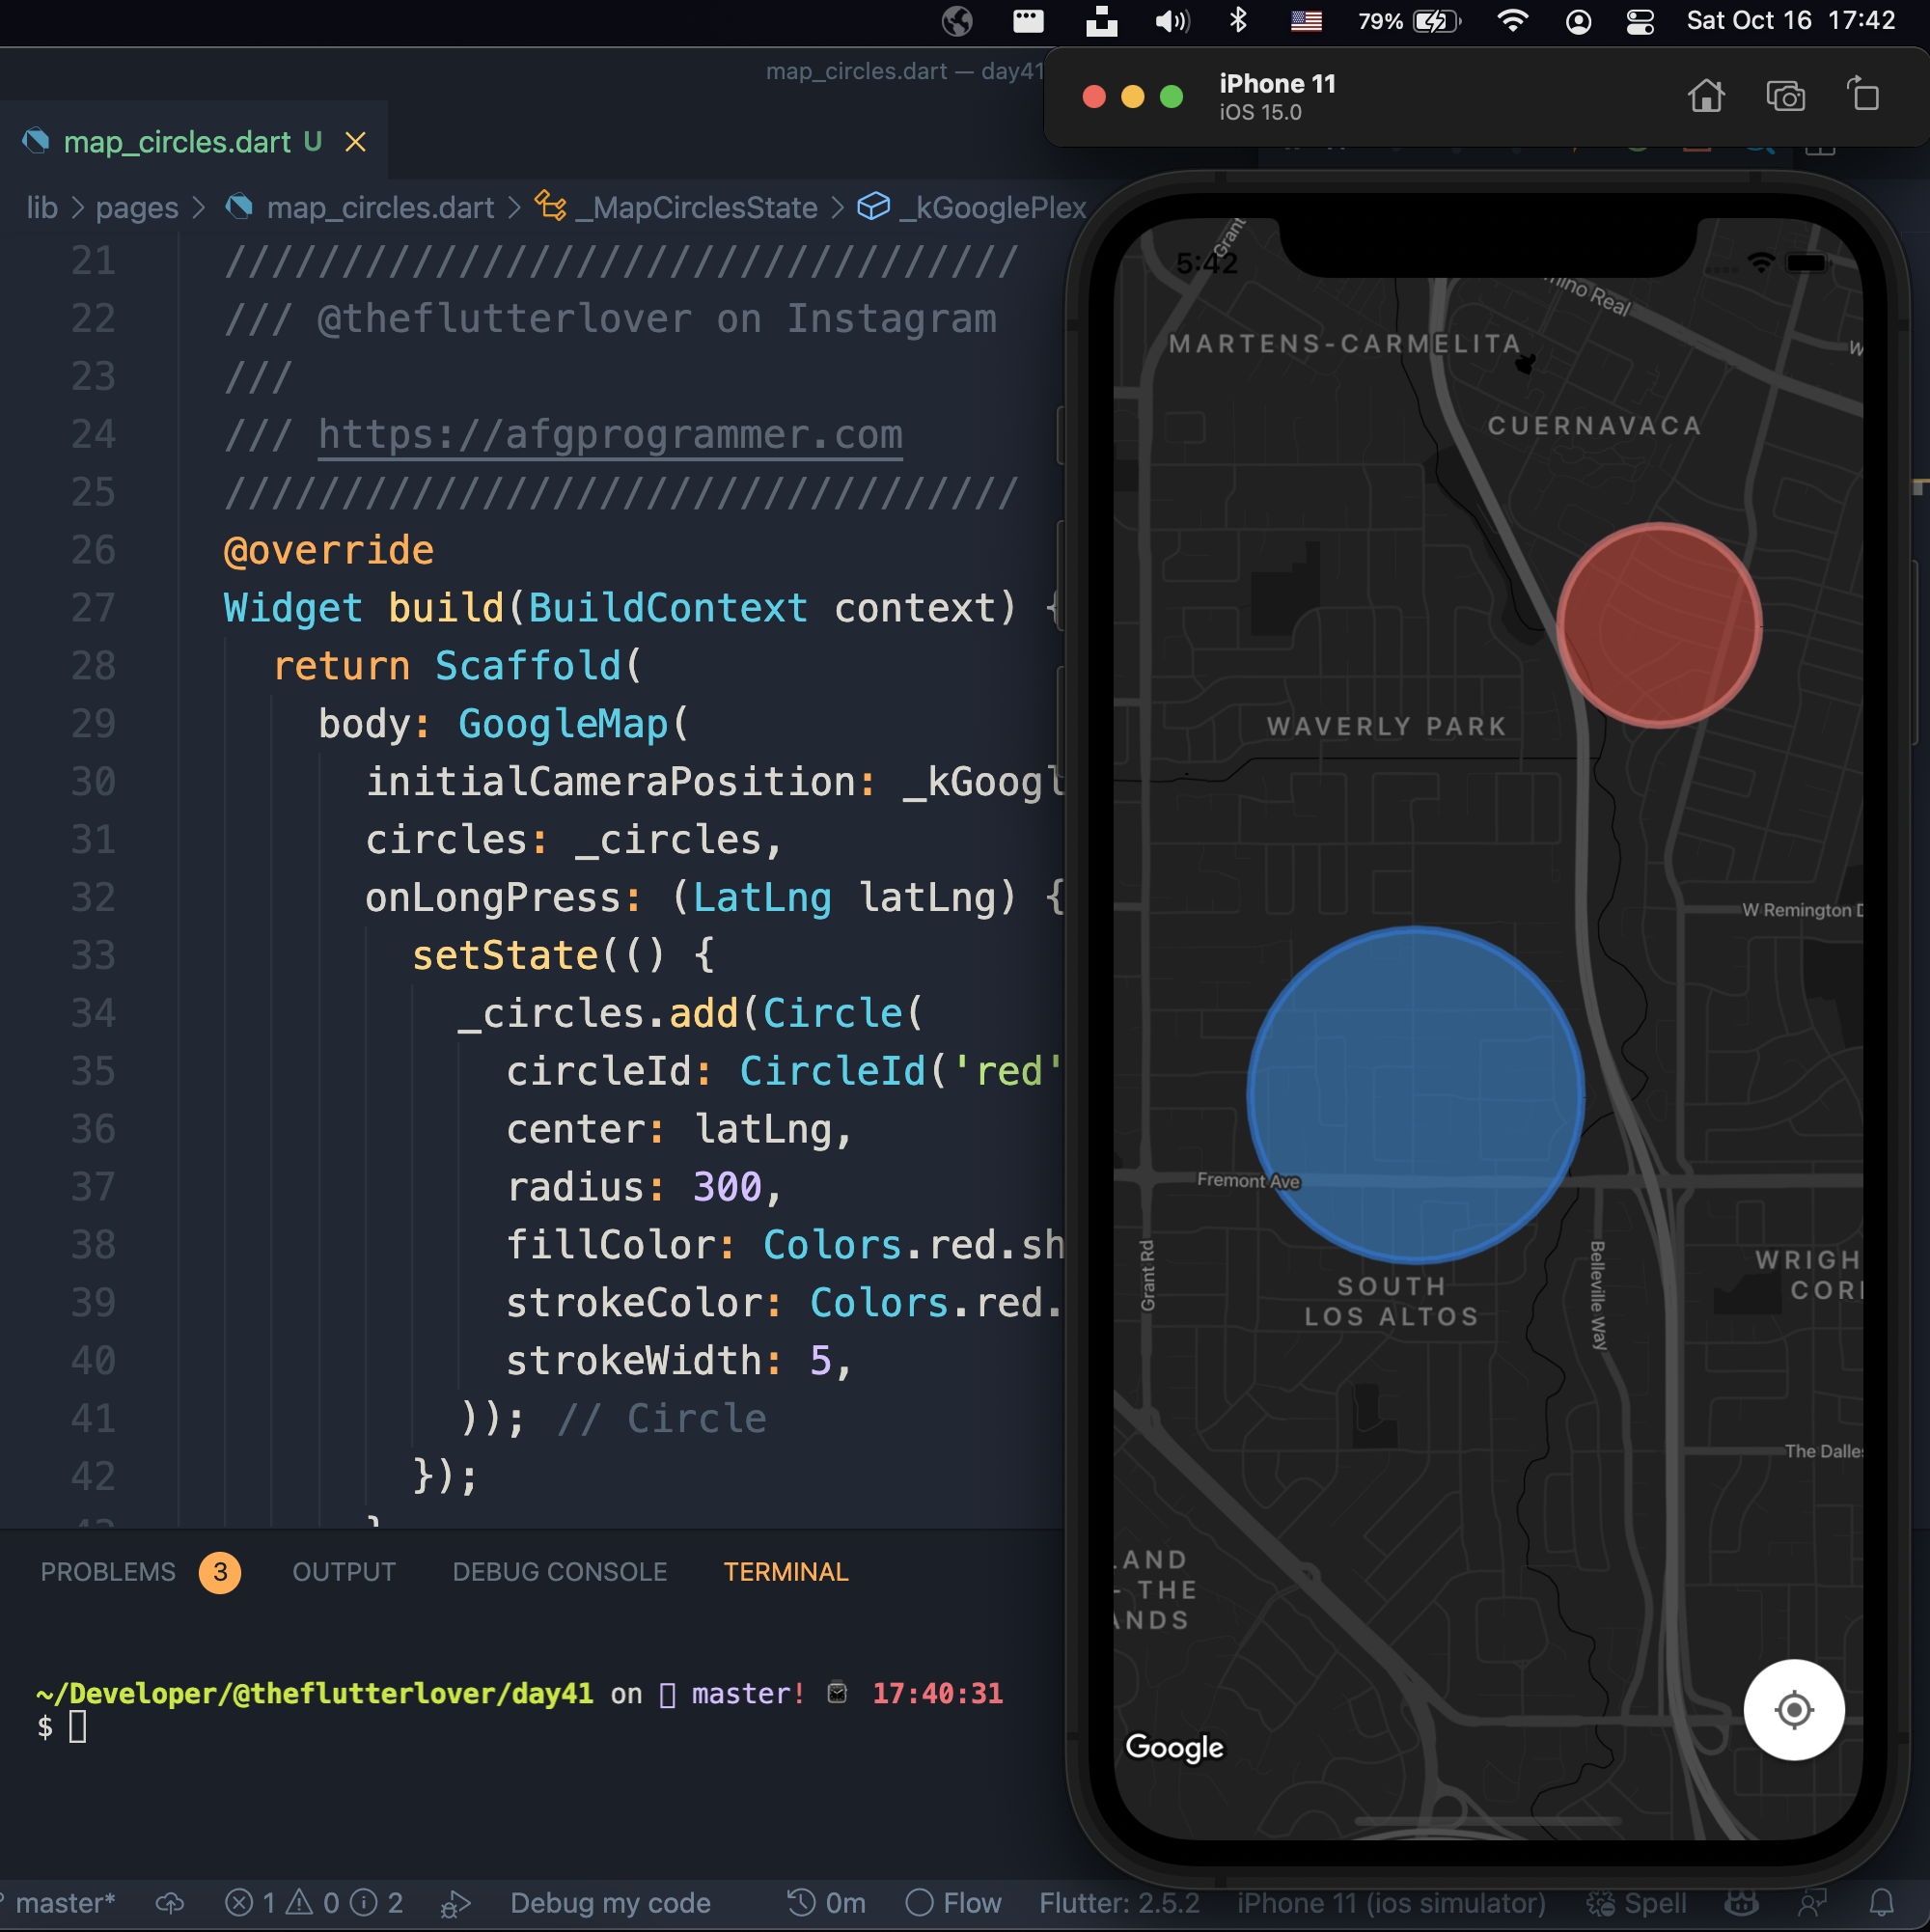 79% Sat Oct 16 17:42
map_circles.dart — day41
iPhone 11
iOS 15.0
map_circles.dart U
lib > pages > map_circles.dart > _MapCirclesState > _kGooglePlex
21 //////////////////////////////////
22 /// @theflutterlover on Instagram
23 ///
24 /// https://afgprogrammer.com
25 //////////////////////////////////
26 @override
27 Widget build(BuildContext context) {
28 return Scaffold(
29 body: GoogleMap(
30 initialCameraPosition: _kGoogl
31 circles: _circles,
32 onLongPress: (LatLng latLng) {
33 setState(() {
34 _circles.add(Circle(
35 circleId: CircleId('red'
36 center: latLng,
37 radius: 300,
38 fillColor: Colors.red.sh
39 strokeColor: Colors.red.
40 strokeWidth: 5,
41 )); // Circle
42 });
43 }
PROBLEMS 3 OUTPUT DEBUG CONSOLE TERMINAL
~/Developer/@theflutterlover/day41 on master! 17:40:31
$
5:42
Grant
mino Real
MARTENS-CARMELITA
W
CUERNAVACA
WAVERLY PARK
W Remington D
Fremont Ave
Grant Rd
Belleville Way
SOUTH
LOS ALTOS
WRIGH
COR
The Dalles
LAND
- THE
ANDS
Google
master* 1 0 2 Debug my code 0m Flow Flutter: 2.5.2 iPhone 11 (ios simulator) Spell